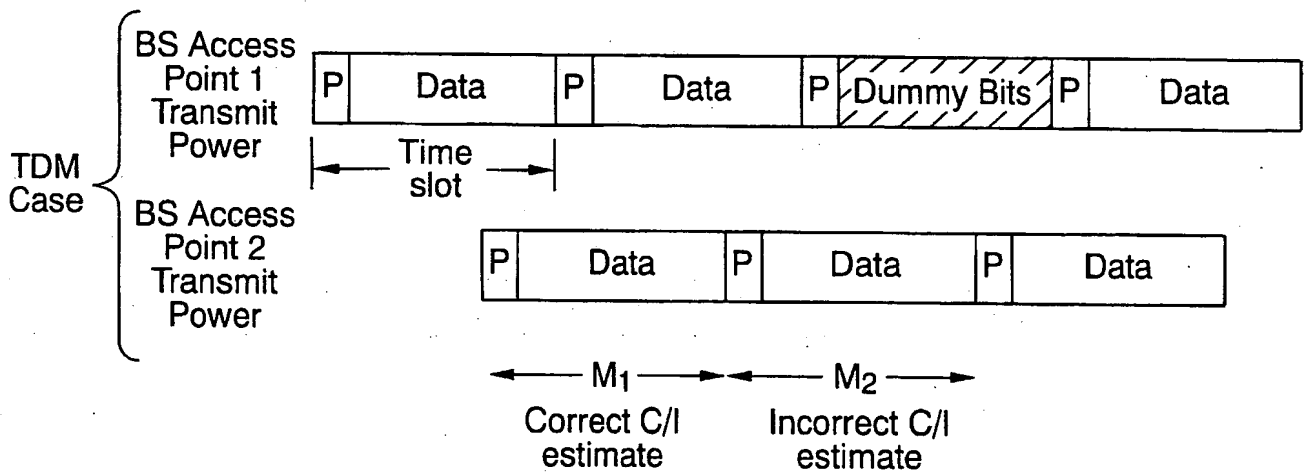 TDM
Case
BS Access
Point 1
Transmit
Power
P Data P Data P Dummy Bits P Data
Time
slot
BS Access
Point 2
Transmit
Power
P Data P Data P Data
M1 M2
Correct C/I
estimate
Incorrect C/I
estimate